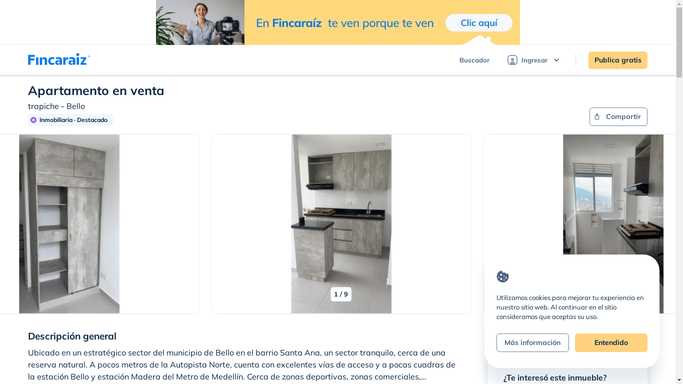 En Fincaraíz te ven porque te ven
Clic aquí
Fincaraiz
Buscador
Ingresar
Publica gratis
Apartamento en venta
trapiche - Bello
Inmobiliaria · Destacado
Compartir
1 / 9
Utilizamos cookies para mejorar tu experiencia en
nuestro sitio web. Al continuar en el sitio
consideramos que aceptas su uso.
Más información
Entendido
Descripción general
Ubicado en un estratégico sector del municipio de Bello en el barrio Santa Ana, un sector tranquilo, cerca de una
reserva natural. A pocos metros de la Autopista Norte, cuenta con excelentes vías de acceso y a pocas cuadras de
la estación Bello y estación Madera del Metro de Medellín. Cerca de zonas deportivas, zonas comerciales,...
¿Te interesó este inmueble?